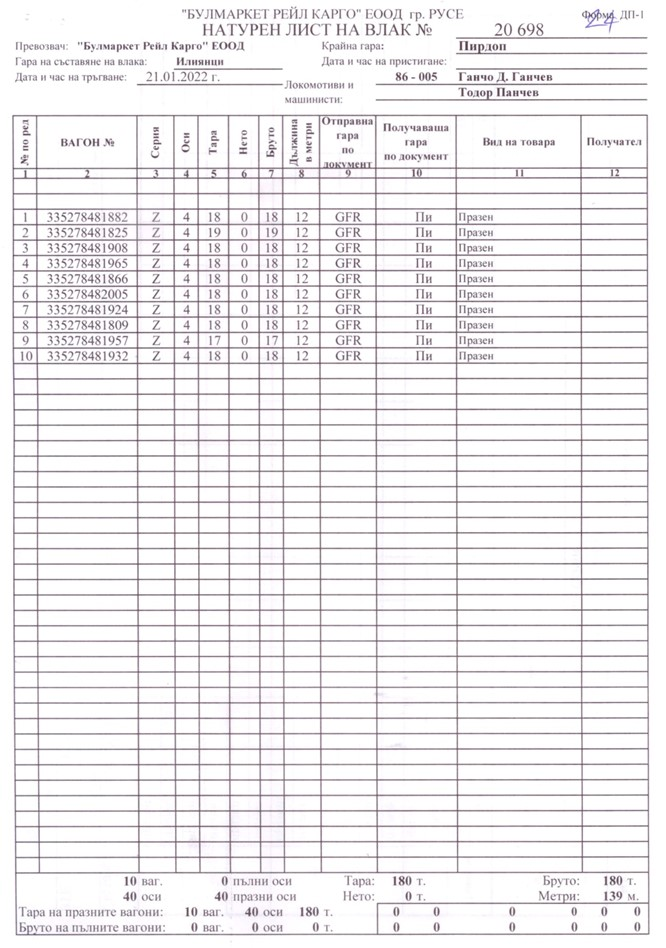 "БУЛМАРКЕТ РЕЙЛ КАРГО" ЕООД гр. РУСЕ
Форма ДП-1
НАТУРЕН ЛИСТ НА ВЛАК № 20 698
Превозвач: "Булмаркет Рейл Карго" ЕООД Крайна гара: Пирдоп
Гара на съставяне на влака: Илиянци Дата и час на пристигане:
Дата и час на тръгване: 21.01.2022 г. Локомотиви и машинисти: 86 - 005 Ганчо Д. Ганчев
Тодор Панчев
№ по ред ВАГОН № Серия Оси Тара Нето Бруто Дължина в метри Отправна гара по документ Получаваща гара по документ Вид на товара Получател
1 2 3 4 5 6 7 8 9 10 11 12
1 335278481882 Z 4 18 0 18 12 GFR Пи Празен
2 335278481825 Z 4 19 0 19 12 GFR Пи Празен
3 335278481908 Z 4 18 0 18 12 GFR Пи Празен
4 335278481965 Z 4 18 0 18 12 GFR Пи Празен
5 335278481866 Z 4 18 0 18 12 GFR Пи Празен
6 335278482005 Z 4 18 0 18 12 GFR Пи Празен
7 335278481924 Z 4 18 0 18 12 GFR Пи Празен
8 335278481809 Z 4 18 0 18 12 GFR Пи Празен
9 335278481957 Z 4 17 0 17 12 GFR Пи Празен
10 335278481932 Z 4 18 0 18 12 GFR Пи Празен
10 ваг. 0 пълни оси Тара: 180 т. Бруто: 180 т.
40 оси 40 празни оси Нето: 0 т. Метри: 139 м.
Тара на празните вагони: 10 ваг. 40 оси 180 т. 0 0 0 0 0 0
Бруто на пълните вагони: 0 ваг. 0 оси 0 т. 0 0 0 0 0 0